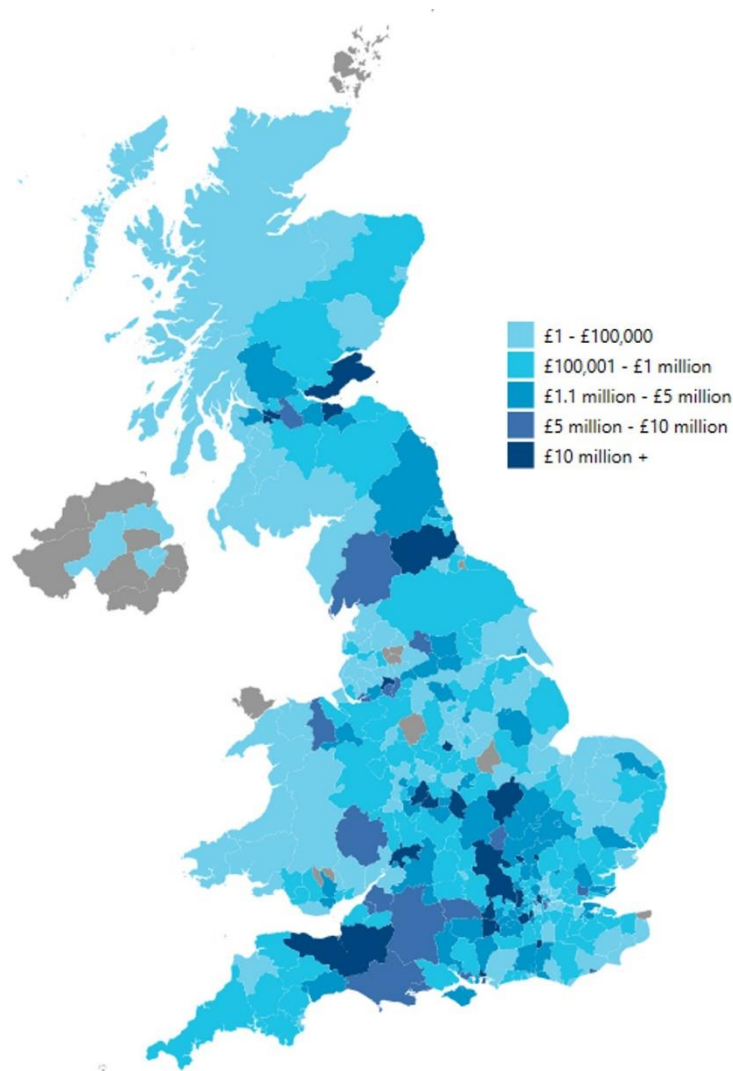 £1 - £100,000
£100,001 - £1 million
£1.1 million - £5 million
£5 million - £10 million
£10 million +